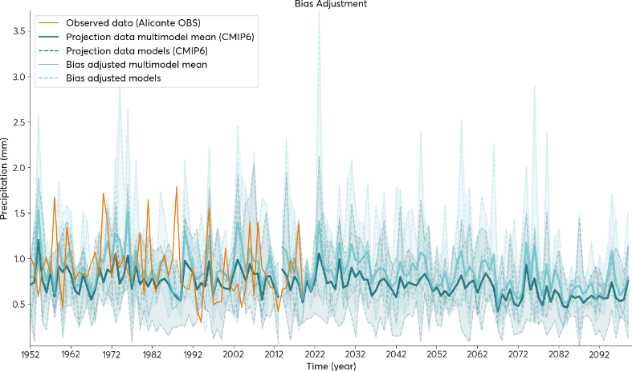 Bias Adjustment
Observed data (Alicante OBS)
Projection data multimodel mean (CMIP6)
Projection data models (CMIP6)
Bias adjusted multimodel mean
Bias adjusted models
Precipitation (mm)
3.5
3.0
2.5
2.0
1.5
1.0
0.5
1952 1962 1972 1982 1992 2002 2012 2022 2032 2042 2052 2062 2072 2082 2092
Time (year)